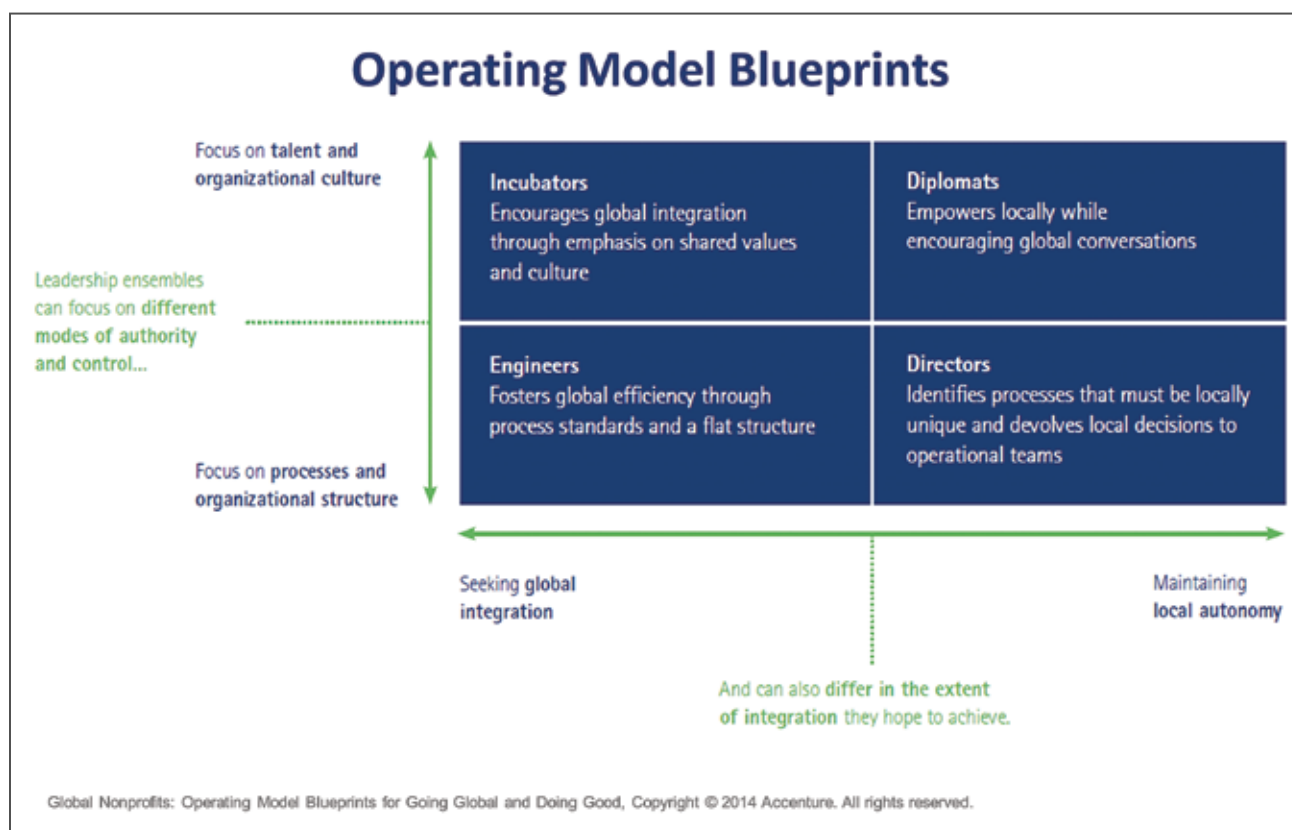 Operating Model Blueprints
Focus on talent and
organizational culture
Incubators
Encourages global integration
through emphasis on shared values
and culture
Diplomats
Empowers locally while
encouraging global conversations
Leadership ensembles
can focus on different
modes of authority
and control...
Engineers
Fosters global efficiency through
process standards and a flat structure
Directors
Identifies processes that must be locally
unique and devolves local decisions to
operational teams
Focus on processes and
organizational structure
Seeking global
integration
Maintaining
local autonomy
And can also differ in the extent
of integration they hope to achieve.
Global Nonprofits: Operating Model Blueprints for Going Global and Doing Good, Copyright © 2014 Accenture. All rights reserved.